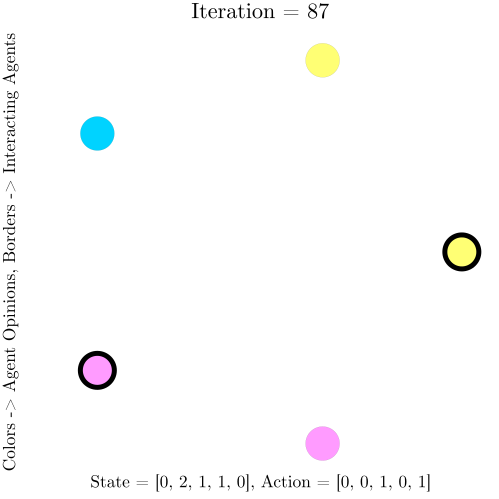 Iteration = 87
Colors -> Agent Opinions, Borders -> Interacting Agents
State = [0, 2, 1, 1, 0], Action = [0, 0, 1, 0, 1]